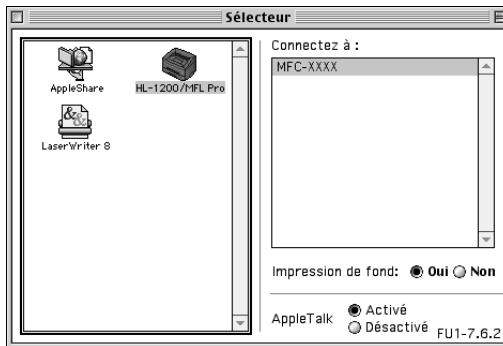 Sélecteur
AppleShare
HL-1200/MFL Pro
LaserWriter 8
Connectez à :
MFC-XXXX
Impression de fond: Oui Non
AppleTalk
Activé
Désactivé
FU1-7.6.2